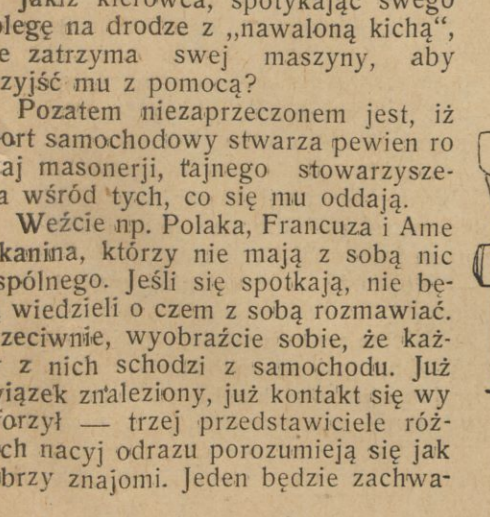 jakiż kierowca, spotykając swego
olegę na drodze z „nawaloną kichą“,
e zatrzyma swej maszyny, aby
zyjść mu z pomocą?
Pozatem niezaprzeczonem jest, iż
ort samochodowy stwarza pewien ro
aj masonerji, tajnego stowarzysze-
a wśród tych, co się mu oddają.
Weźcie np. Polaka, Francuza i Ame
kanina, którzy nie mają z sobą nic
spólnego. Jeśli się spotkają, nie bę-
wiedzieli o czem z sobą rozmawiać.
zeciwnie, wyobraźcie sobie, że każ-
z nich schodzi z samochodu. Już
wiązek znaleziony, już kontakt się wy
orzył — trzej przedstawiciele róż-
ch nacyj odrazu porozumieją się jak
brzy znajomi. Jeden będzie zachwa-